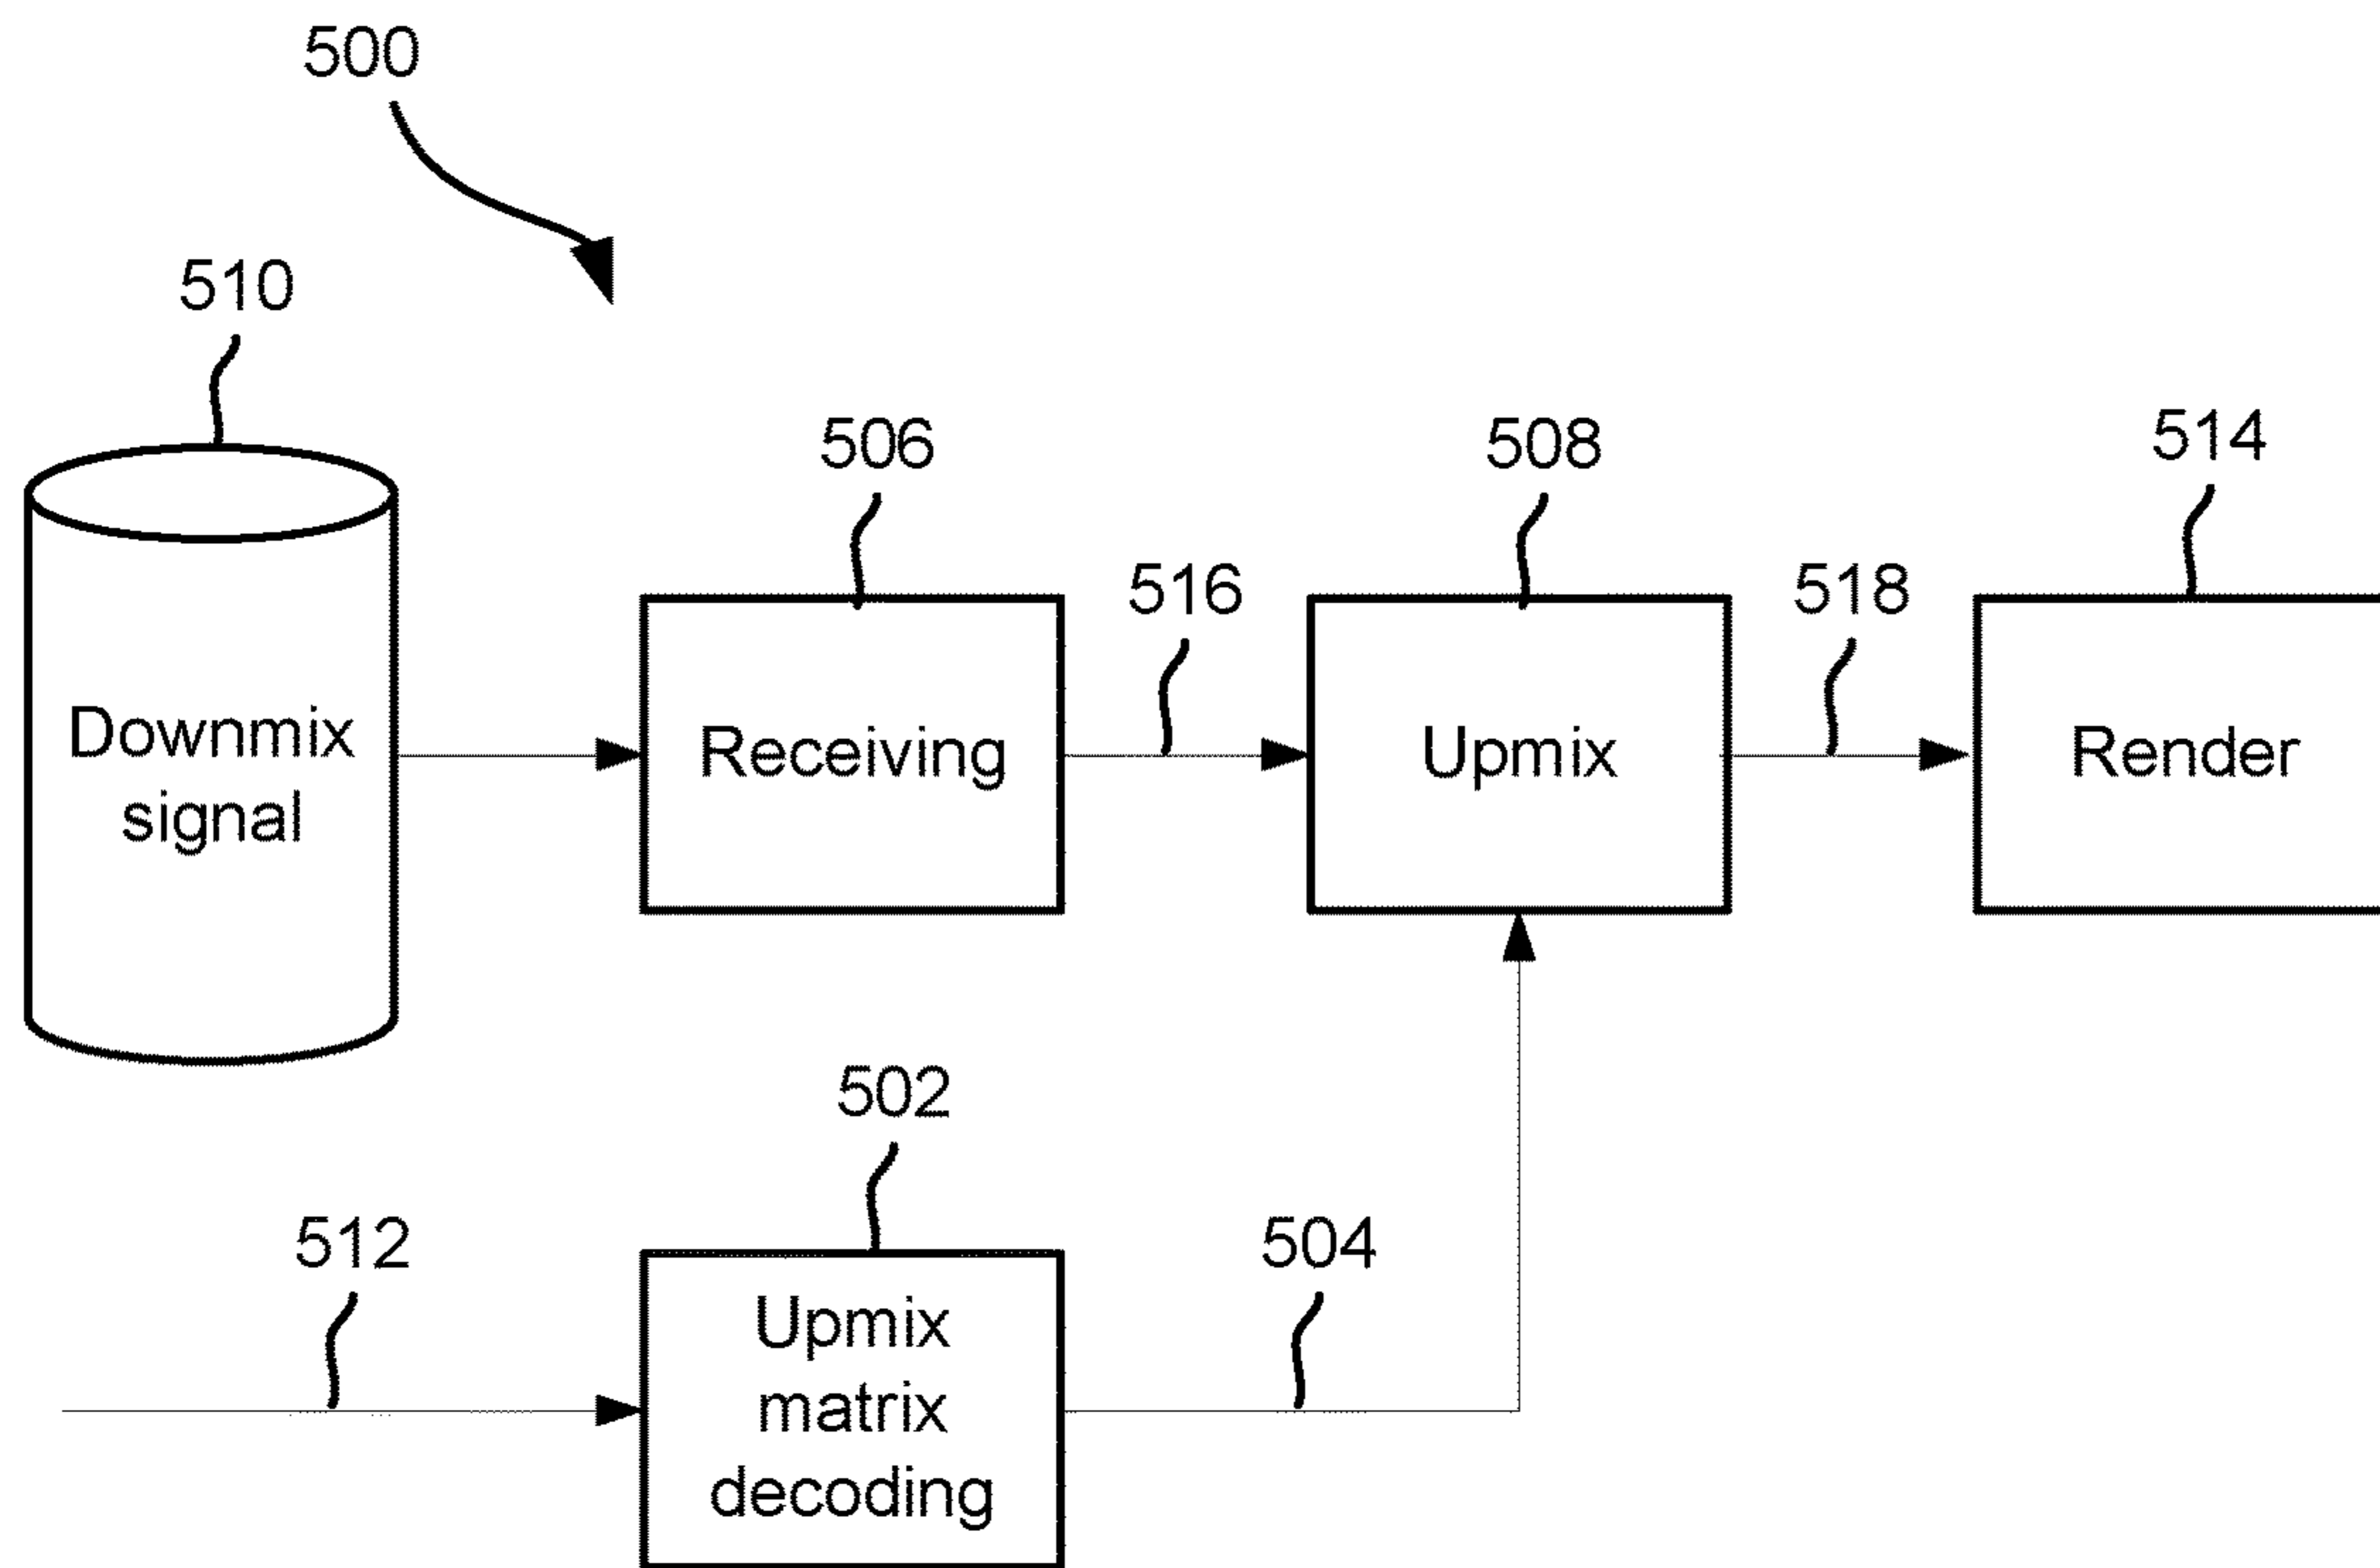 500
510
506
508
514
516
518
Downmix
signal
Receiving
Upmix
Render
502
512
504
Upmix
matrix
decoding